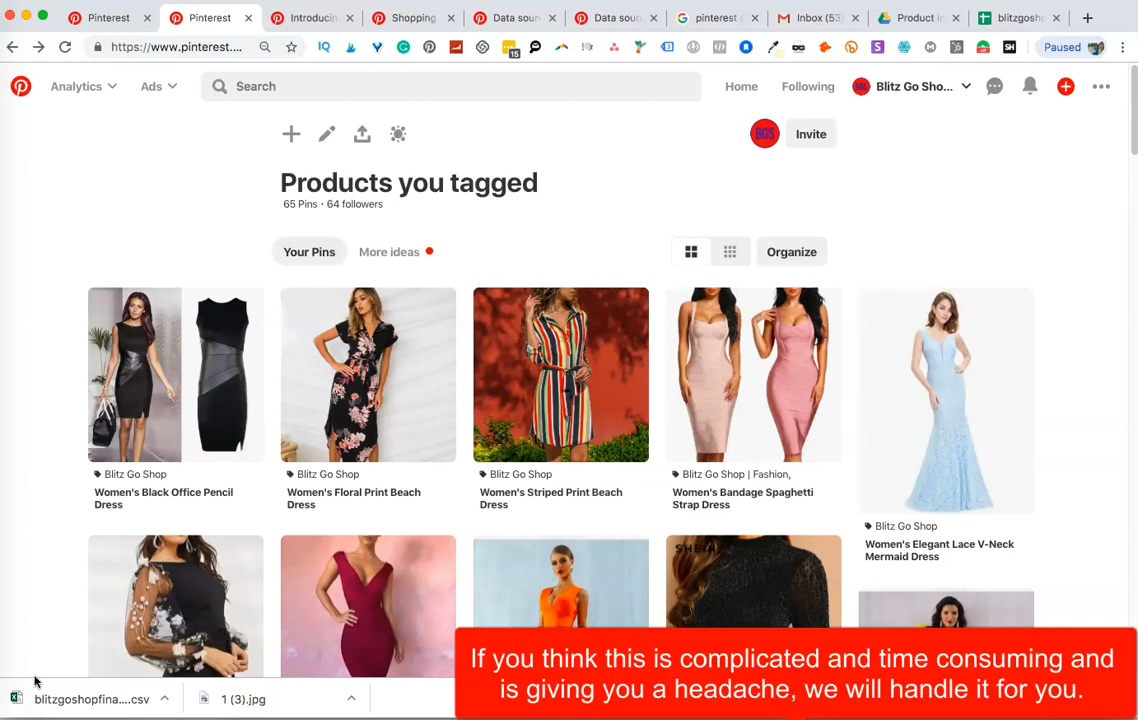 Pinterest
Pinterest
Introducin
Shopping
Data sour
Data sour
pinterest s
Inbox (53)
Product in
blitzgosho
https://www.pinterest....
15
Paused
Analytics
Ads
Search
Home
Following
Blitz Go Sho...
BGS
Invite
Products you tagged
65 Pins · 64 followers
Your Pins
More ideas
Organize
Blitz Go Shop
Women's Black Office Pencil
Dress
Blitz Go Shop
Women's Floral Print Beach
Dress
Blitz Go Shop
Women's Striped Print Beach
Dress
Blitz Go Shop | Fashion,
Women's Bandage Spaghetti
Strap Dress
Blitz Go Shop
Women's Elegant Lace V-Neck
Mermaid Dress
SHEIN
If you think this is complicated and time consuming and
is giving you a headache, we will handle it for you.
blitzgoshopfina....csv
1 (3).jpg